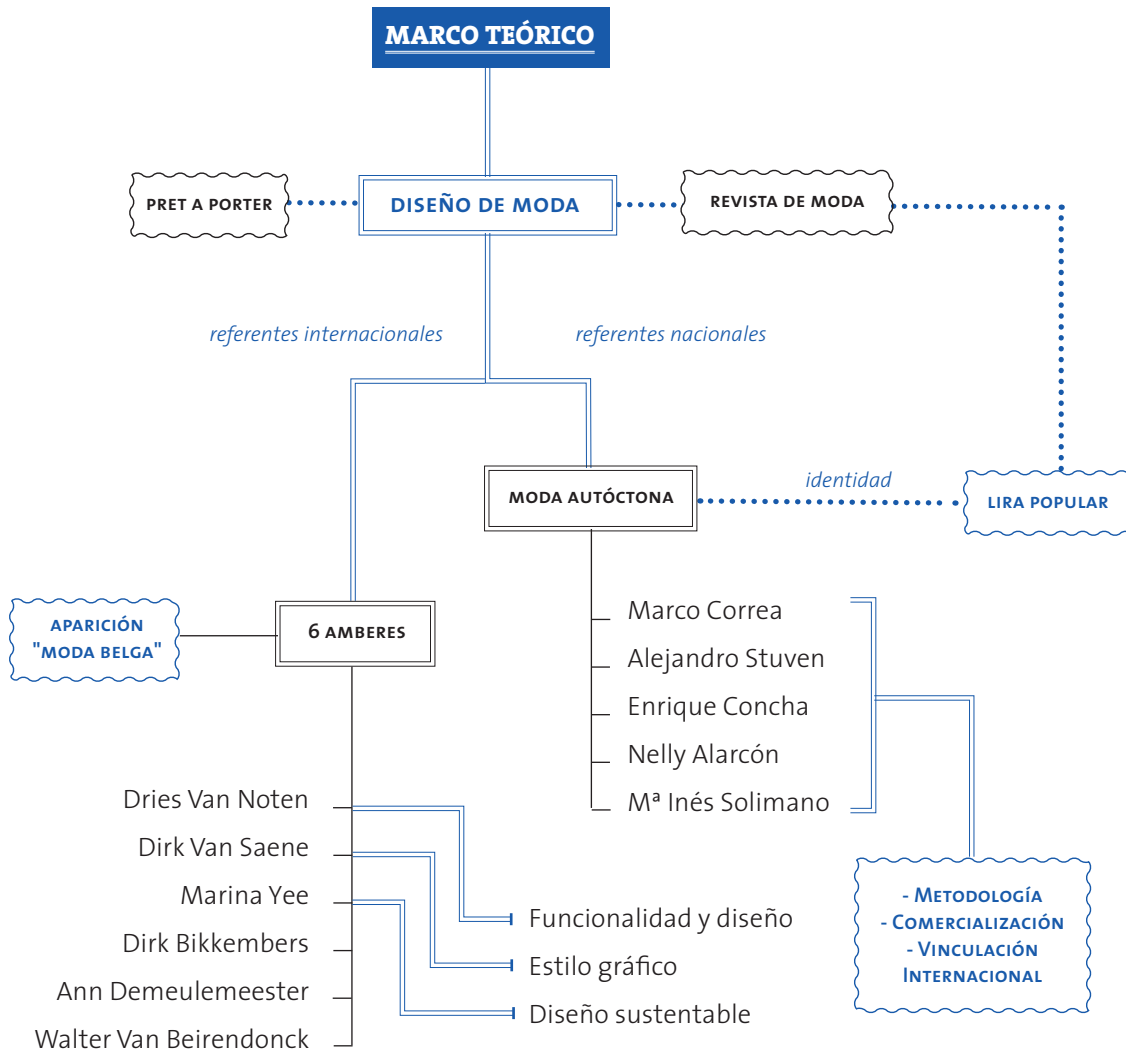 MARCO TEÓRICO
PRET A PORTER
DISEÑO DE MODA
REVISTA DE MODA
referentes internacionales
referentes nacionales
MODA AUTÓCTONA
identidad
LIRA POPULAR
APARICIÓN
"MODA BELGA"
6 AMBERES
Marco Correa
Alejandro Stuven
Enrique Concha
Nelly Alarcón
Mª Inés Solimano
Dries Van Noten
Dirk Van Saene
Marina Yee
Dirk Bikkembers
Ann Demeulemeester
Walter Van Beirendonck
Funcionalidad y diseño
Estilo gráfico
Diseño sustentable
- METODOLOGÍA
- COMERCIALIZACIÓN
- VINCULACIÓN
INTERNACIONAL